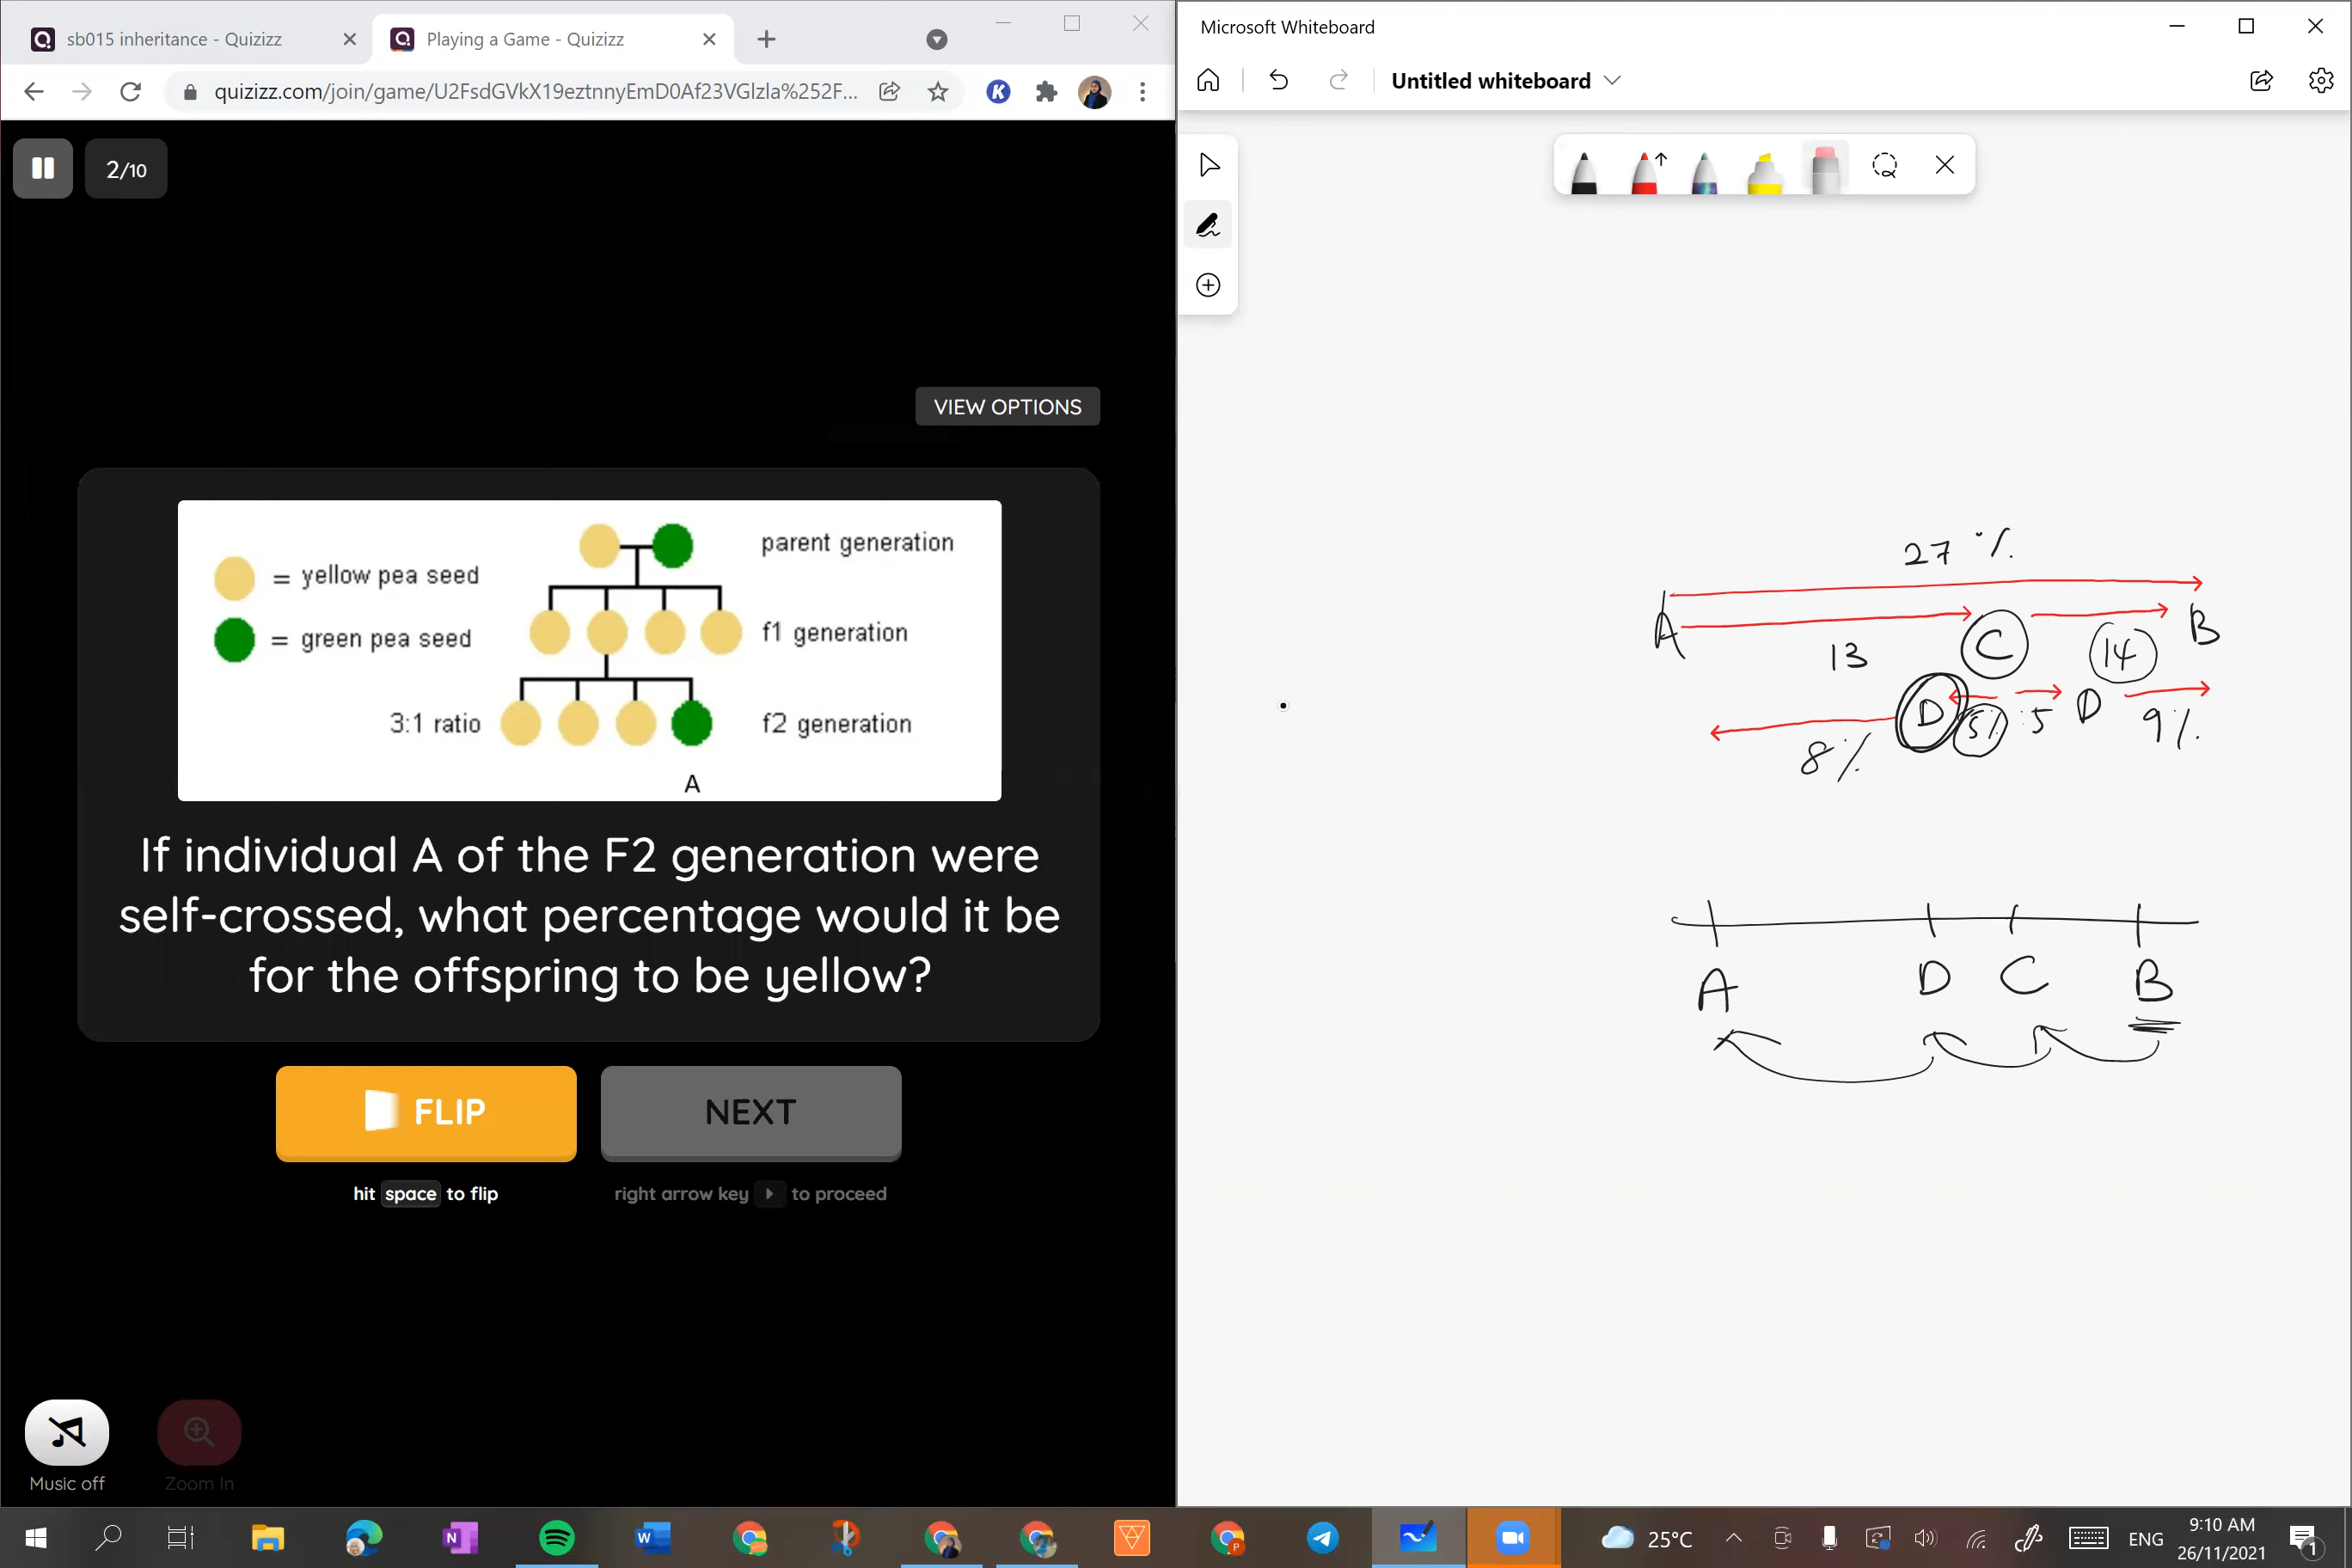 sb015 inheritance - Quizizz
Playing a Game - Quizizz
quizizz.com/join/game/U2FsdGVkX19eztnnyEmD0Af23VGlzla%252F...
2/10
VIEW OPTIONS
= yellow pea seed
= green pea seed
parent generation
f1 generation
3:1 ratio
f2 generation
A
If individual A of the F2 generation were
self-crossed, what percentage would it be
for the offspring to be yellow?
FLIP
NEXT
hit space to flip
right arrow key to proceed
Music off
Zoom In
Microsoft Whiteboard
Untitled whiteboard
27 %
A C B
13 14
D 5% 5 D 9%
8%
A D C B
25°C
ENG
9:10 AM
26/11/2021
1